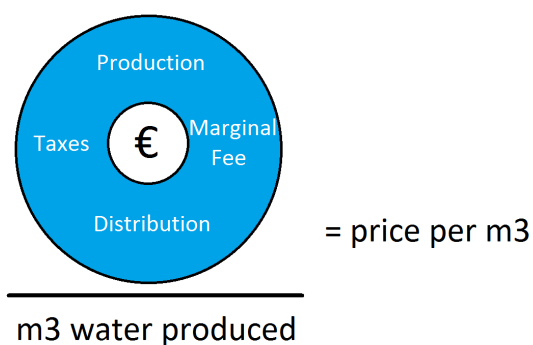 Production
Taxes
€
Marginal
Fee
Distribution
= price per m3
m3 water produced